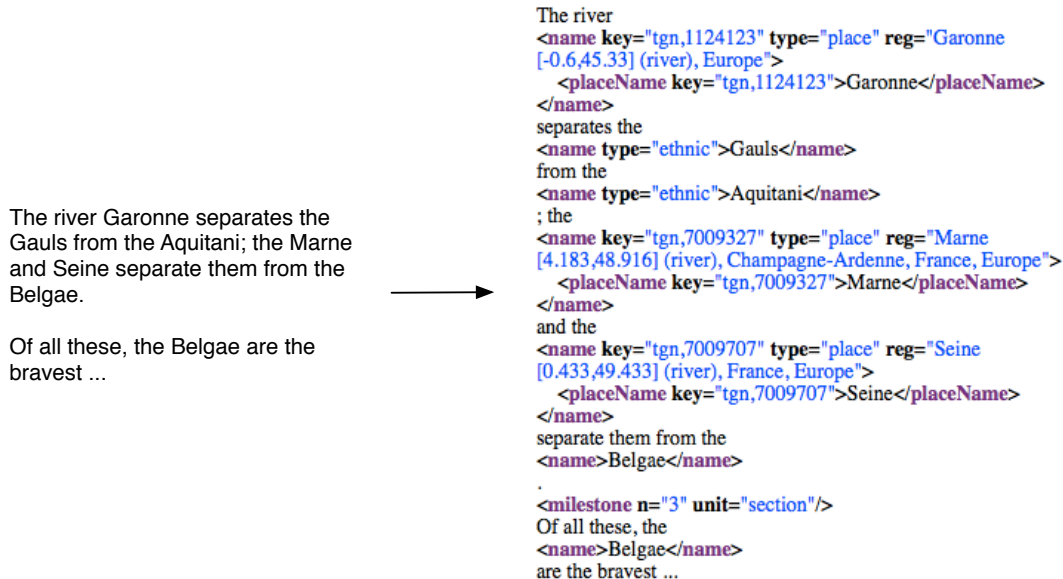 The river Garonne separates the
Gauls from the Aquitani; the Marne
and Seine separate them from the
Belgae.
Of all these, the Belgae are the
bravest ...
The river
<name key="tgn,1124123" type="place" reg="Garonne
[-0.6,45.33] (river), Europe">
<placeName key="tgn,1124123">Garonne</placeName>
</name>
separates the
<name type="ethnic">Gauls</name>
from the
<name type="ethnic">Aquitani</name>
; the
<name key="tgn,7009327" type="place" reg="Marne
[4.183,48.916] (river), Champagne-Ardenne, France, Europe">
<placeName key="tgn,7009327">Marne</placeName>
</name>
and the
<name key="tgn,7009707" type="place" reg="Seine
[0.433,49.433] (river), France, Europe">
<placeName key="tgn,7009707">Seine</placeName>
</name>
separate them from the
<name>Belgae</name>
.
<milestone n="3" unit="section"/>
Of all these, the
<name>Belgae</name>
are the bravest ...